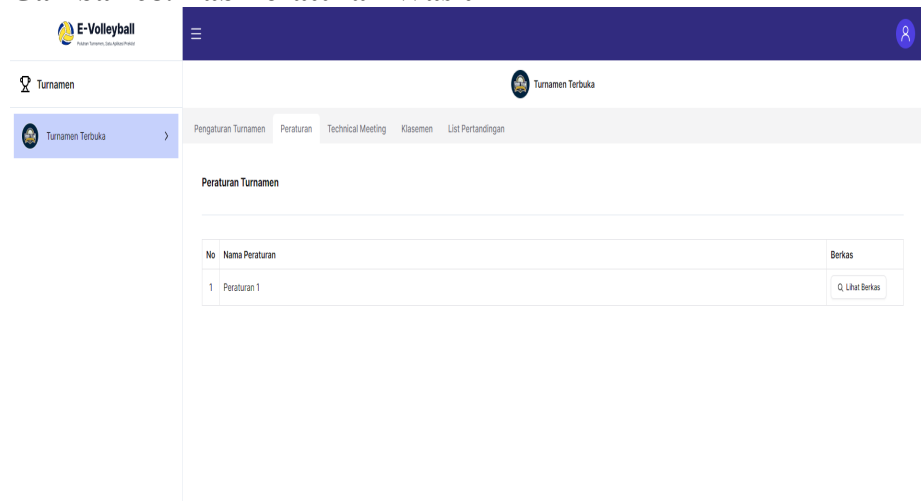 E-Volleyball
Turnamen
Turnamen Terbuka
Turnamen Terbuka
Pengaturan Turnamen Peraturan Technical Meeting Klasemen List Pertandingan
Peraturan Turnamen
No Nama Peraturan Berkas
1 Peraturan 1 Lihat Berkas